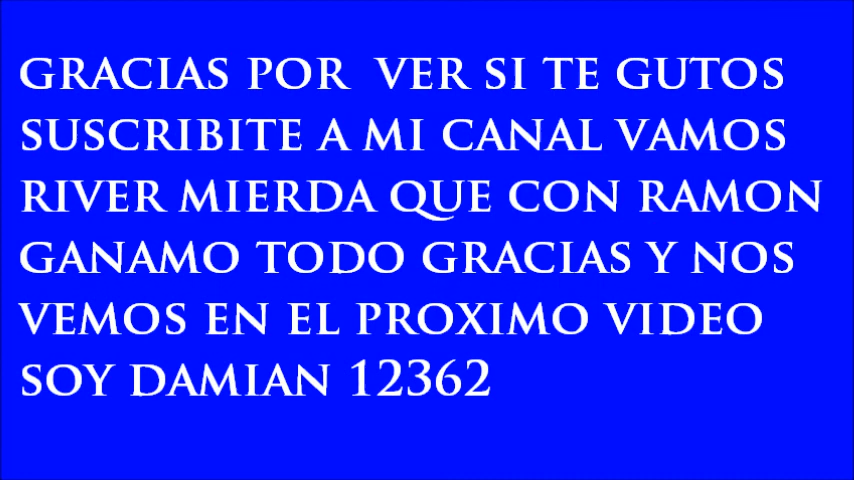 GRACIAS POR VER SI TE GUTOS
SUSCRIBITE A MI CANAL VAMOS
RIVER MIERDA QUE CON RAMON
GANAMO TODO GRACIAS Y NOS
VEMOS EN EL PROXIMO VIDEO
SOY DAMIAN 12362